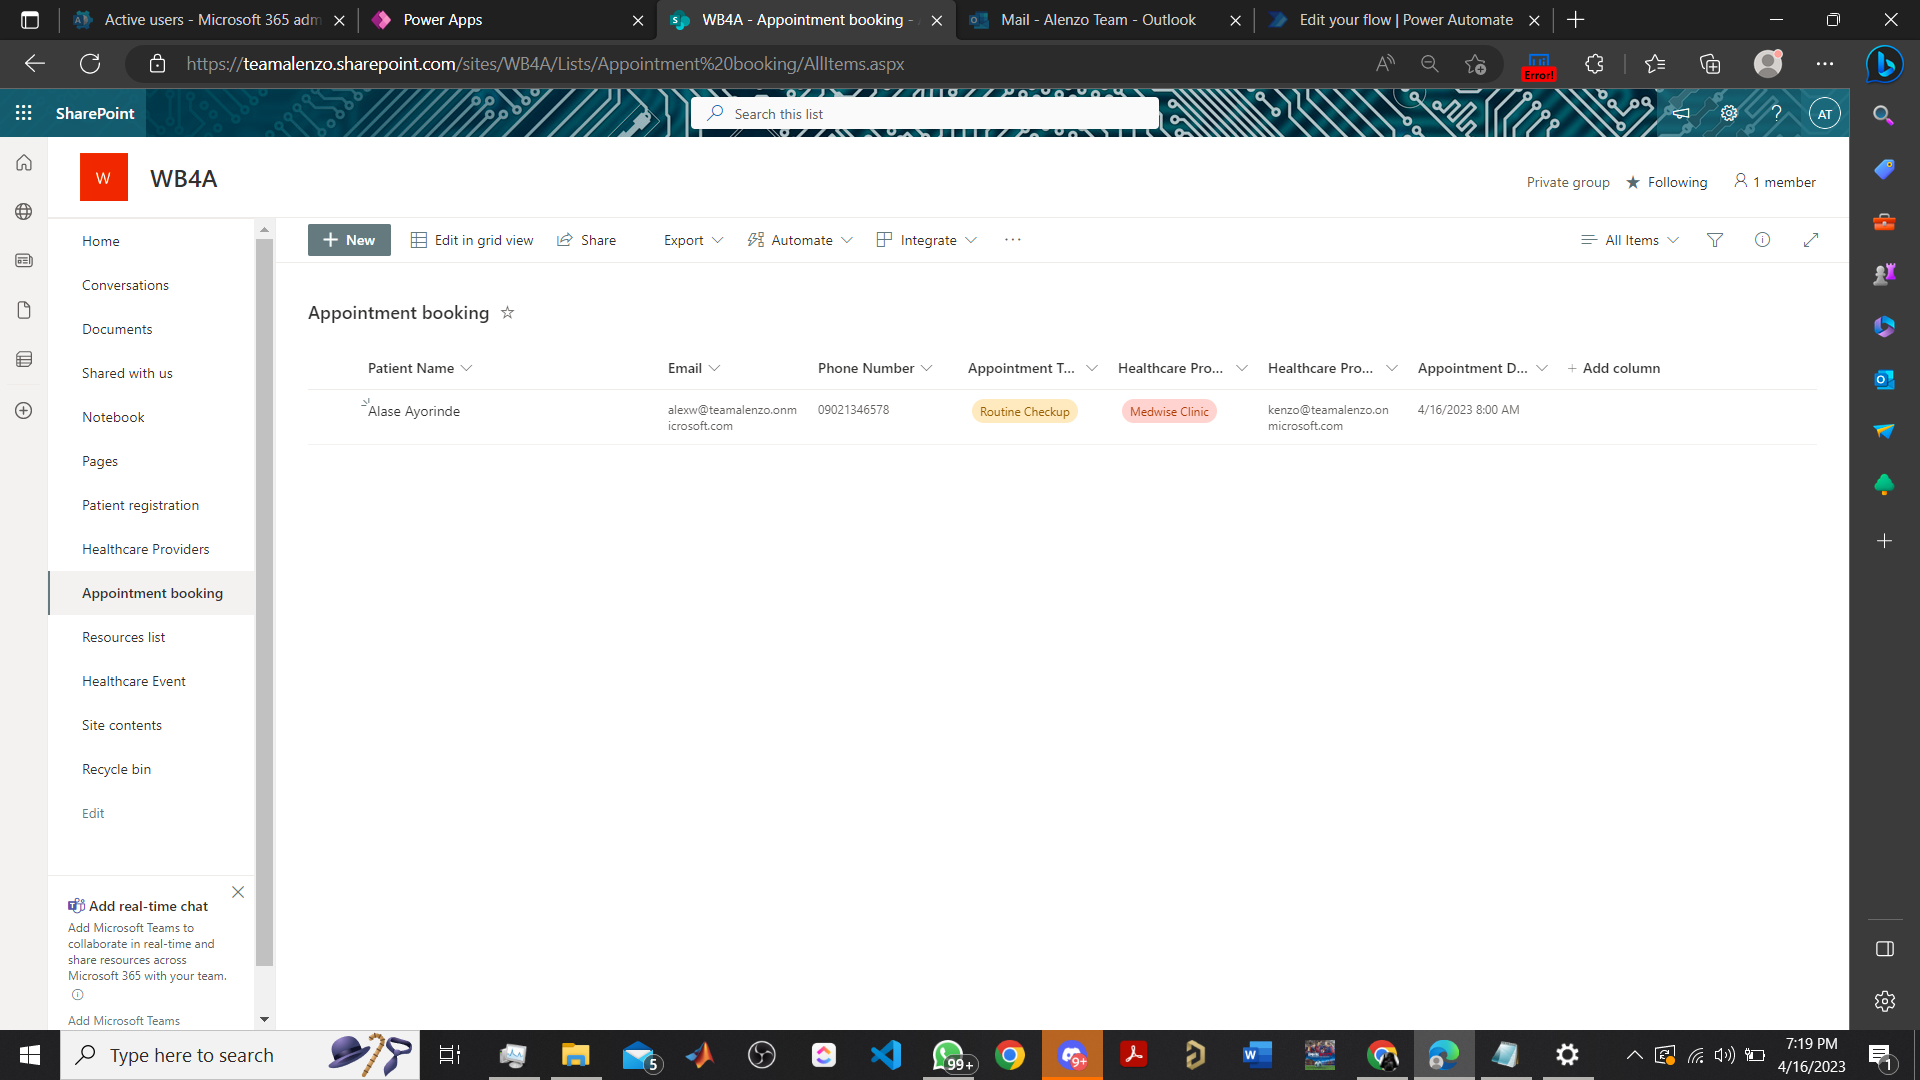 Active users - Microsoft 365 adm
Power Apps
WB4A - Appointment booking -
Mail - Alenzo Team - Outlook
Edit your flow | Power Automate
https://teamalenzo.sharepoint.com/sites/WB4A/Lists/Appointment%20booking/AllItems.aspx
Error!
SharePoint
Search this list
AT
W
WB4A
Private group
Following
1 member
Home
Conversations
Documents
Shared with us
Notebook
Pages
Patient registration
Healthcare Providers
Appointment booking
Resources list
Healthcare Event
Site contents
Recycle bin
Edit
New
Edit in grid view
Share
Export
Automate
Integrate
All Items
Appointment booking
Patient Name
Email
Phone Number
Appointment T...
Healthcare Pro...
Healthcare Pro...
Appointment D...
Add column
Alase Ayorinde
alexw@teamalenzo.onm
icrosoft.com
09021346578
Routine Checkup
Medwise Clinic
kenzo@teamalenzo.on
microsoft.com
4/16/2023 8:00 AM
Add real-time chat
Add Microsoft Teams to
collaborate in real-time and
share resources across
Microsoft 365 with your team.
Add Microsoft Teams
Type here to search
5
99+
9+
7:19 PM
4/16/2023
1